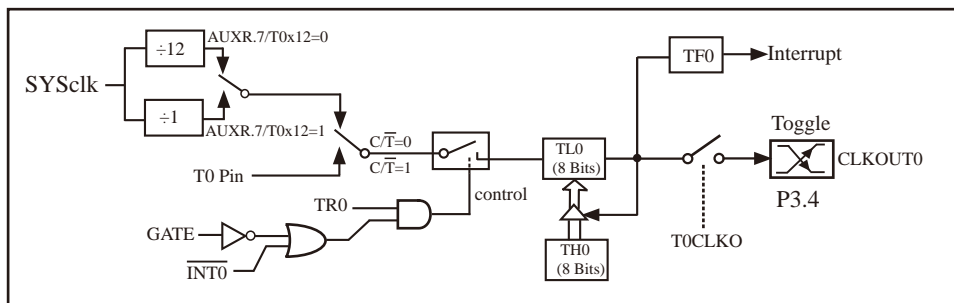 ÷12
AUXR.7/T0x12=0
SYSclk
÷1
AUXR.7/T0x12=1
T0 Pin
C/T̅=0
C/T̅=1
TR0
GATE
I̅N̅T̅0̅
control
TL0
(8 Bits)
TH0
(8 Bits)
TF0
Interrupt
Toggle
CLKOUT0
P3.4
T0CLKO